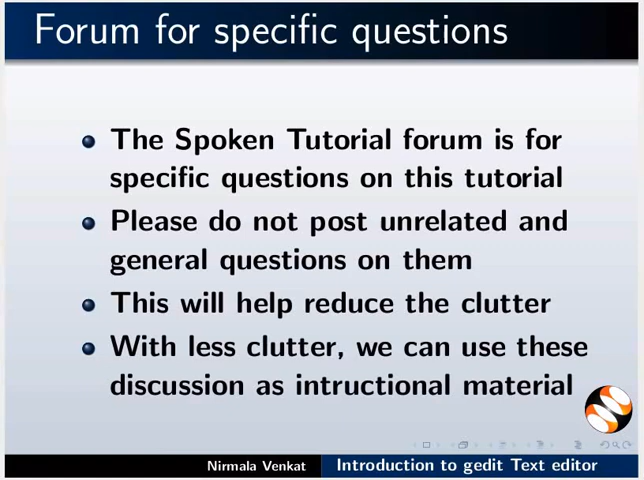 Forum for specific questions
The Spoken Tutorial forum is for
specific questions on this tutorial
Please do not post unrelated and
general questions on them
This will help reduce the clutter
With less clutter, we can use these
discussion as intructional material
Nirmala Venkat Introduction to gedit Text editor